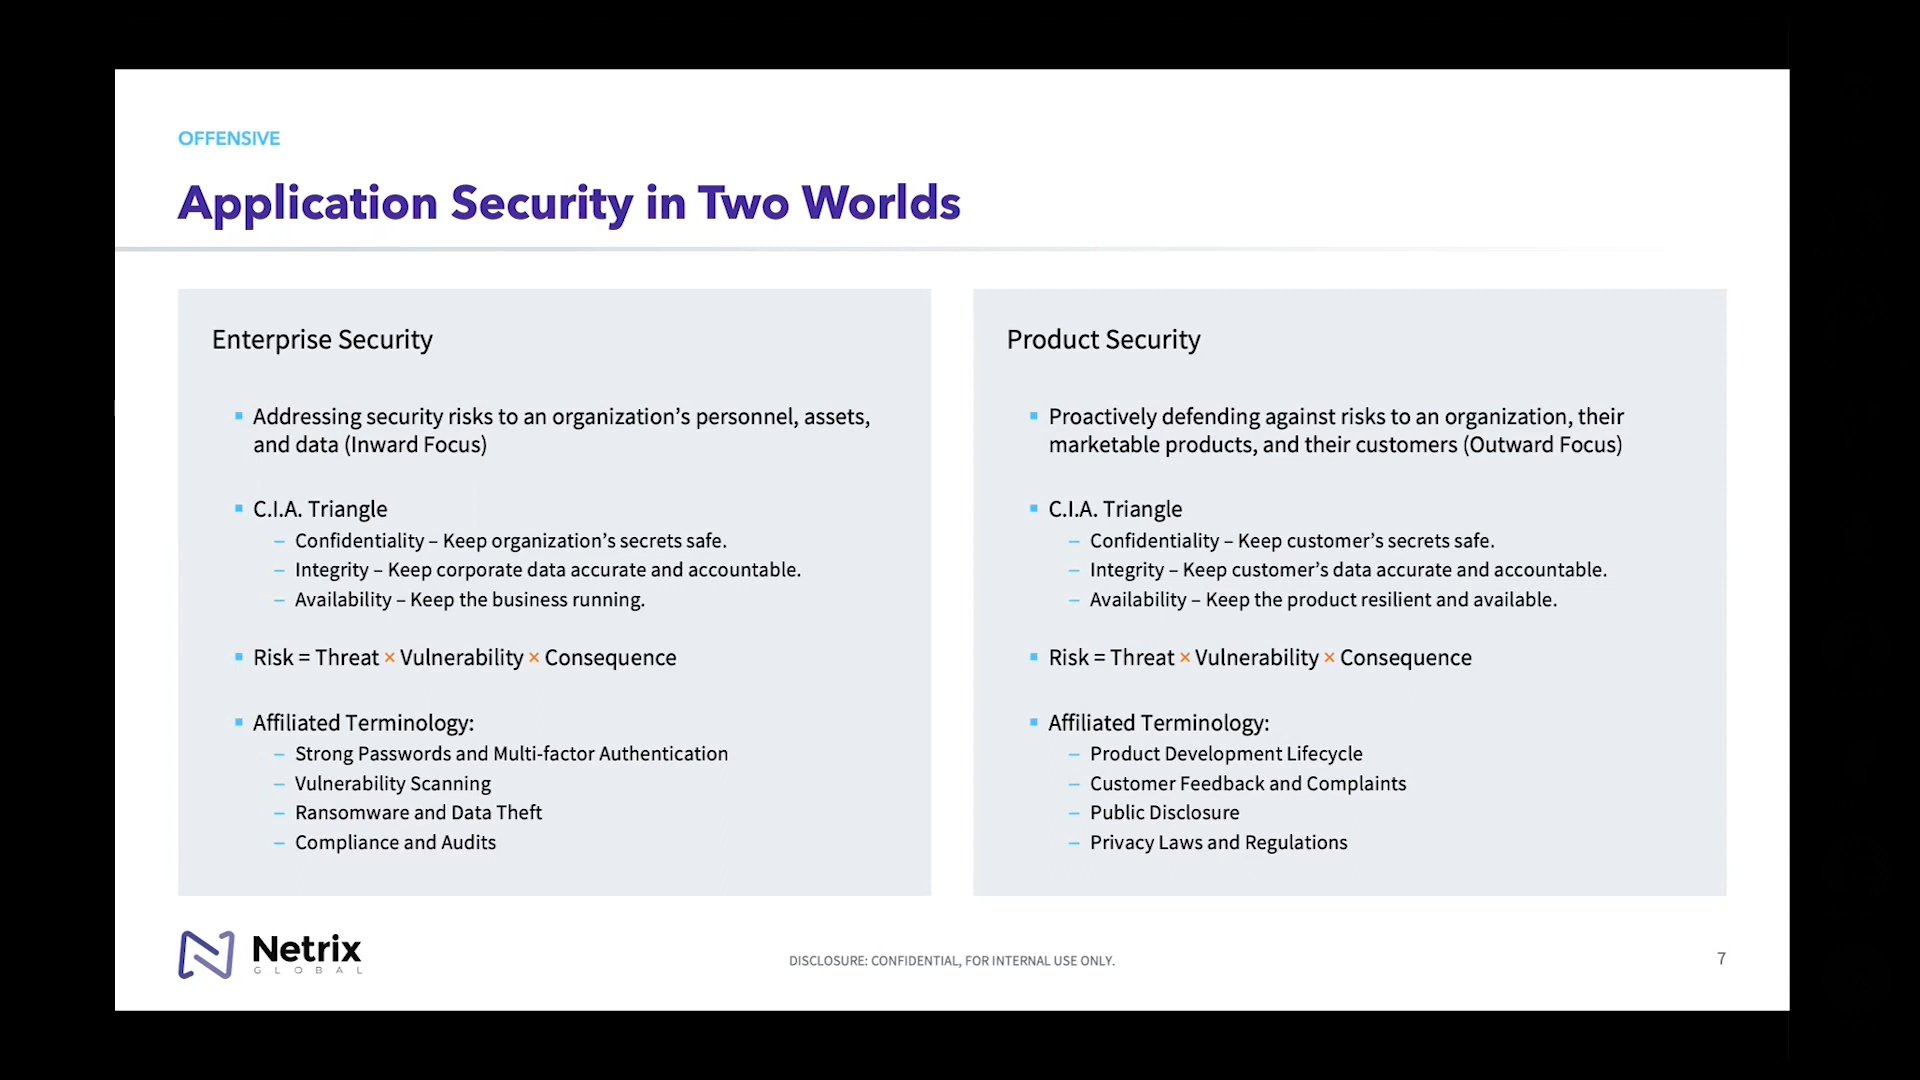 OFFENSIVE
Application Security in Two Worlds
Enterprise Security
▪ Addressing security risks to an organization’s personnel, assets,
and data (Inward Focus)
▪ C.I.A. Triangle
– Confidentiality – Keep organization’s secrets safe.
– Integrity – Keep corporate data accurate and accountable.
– Availability – Keep the business running.
▪ Risk = Threat × Vulnerability × Consequence
▪ Affiliated Terminology:
– Strong Passwords and Multi-factor Authentication
– Vulnerability Scanning
– Ransomware and Data Theft
– Compliance and Audits
Product Security
▪ Proactively defending against risks to an organization, their
marketable products, and their customers (Outward Focus)
▪ C.I.A. Triangle
– Confidentiality – Keep customer’s secrets safe.
– Integrity – Keep customer’s data accurate and accountable.
– Availability – Keep the product resilient and available.
▪ Risk = Threat × Vulnerability × Consequence
▪ Affiliated Terminology:
– Product Development Lifecycle
– Customer Feedback and Complaints
– Public Disclosure
– Privacy Laws and Regulations
Netrix
GLOBAL
DISCLOSURE: CONFIDENTIAL, FOR INTERNAL USE ONLY.
7